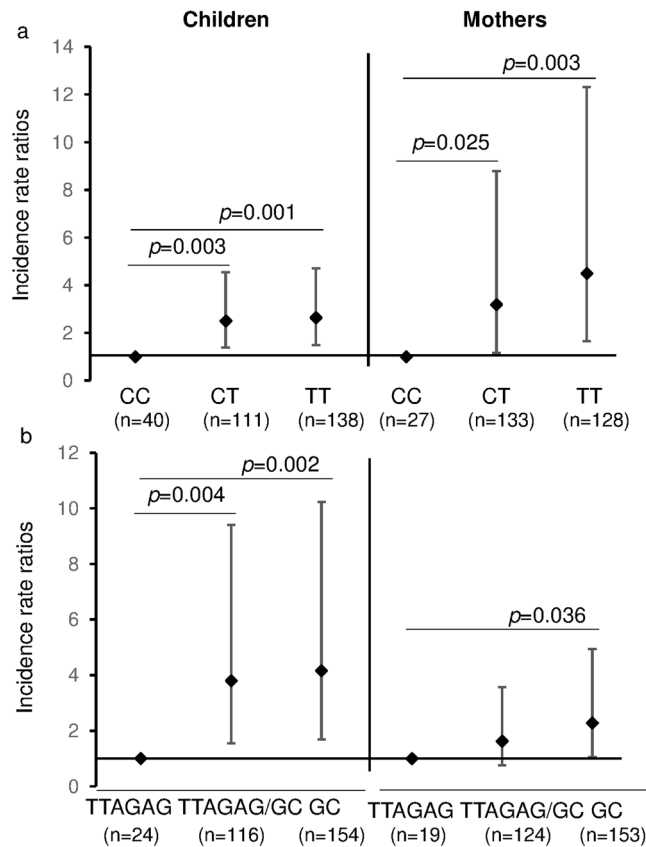 Children Mothers
a
14
12
10
8
6
4
2
0
Incidence rate ratios
p=0.003
p=0.001
p=0.025
p=0.003
CC CT TT CC CT TT
(n=40) (n=111) (n=138) (n=27) (n=133) (n=128)
b
12
10
8
6
4
2
0
Incidence rate ratios
p=0.002
p=0.004
p=0.036
TTAGAG TTAGAG/GC GC TTAGAG TTAGAG/GC GC
(n=24) (n=116) (n=154) (n=19) (n=124) (n=153)